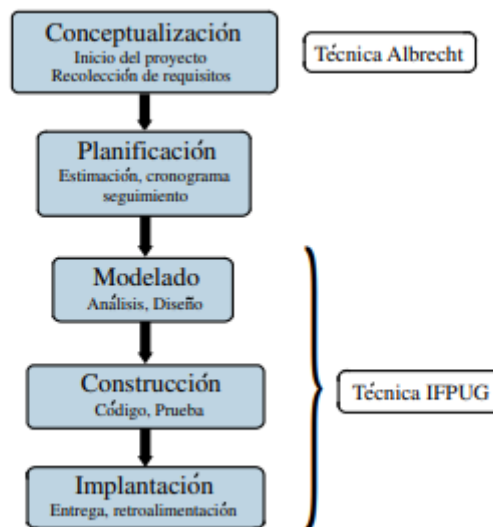 Conceptualización
Inicio del proyecto
Recolección de requisitos
Técnica Albrecht
Planificación
Estimación, cronograma
seguimiento
Modelado
Análisis, Diseño
Construcción
Código, Prueba
Técnica IFPUG
Implantación
Entrega, retroalimentación